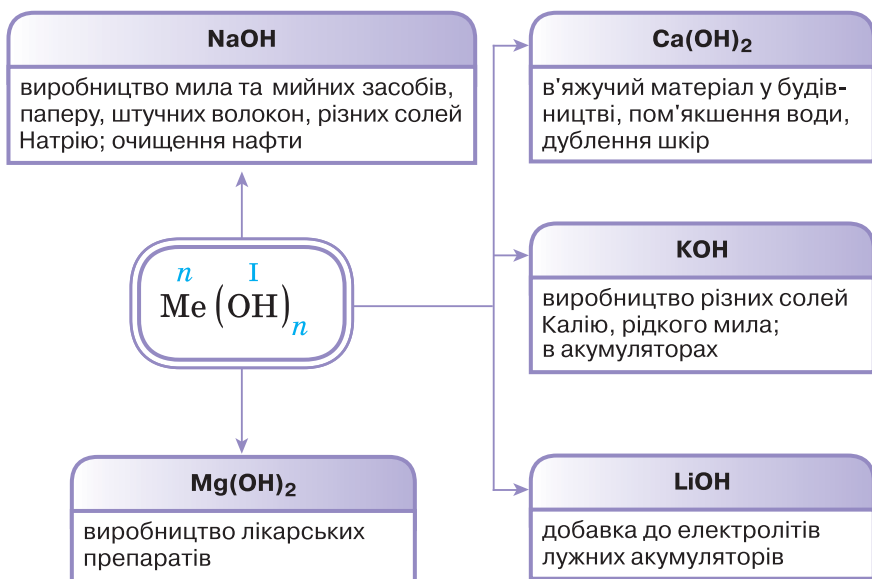 NaOH
виробництво мила та мийних засобів,
паперу, штучних волокон, різних солей
Натрію; очищення нафти
Ca(OH)₂
в'яжучий матеріал у будів-
ництві, пом'якшення води,
дублення шкір
n I
Me (OH)n
KOH
виробництво різних солей
Калію, рідкого мила;
в акумуляторах
Mg(OH)₂
виробництво лікарських
препаратів
LiOH
добавка до електролітів
лужних акумуляторів